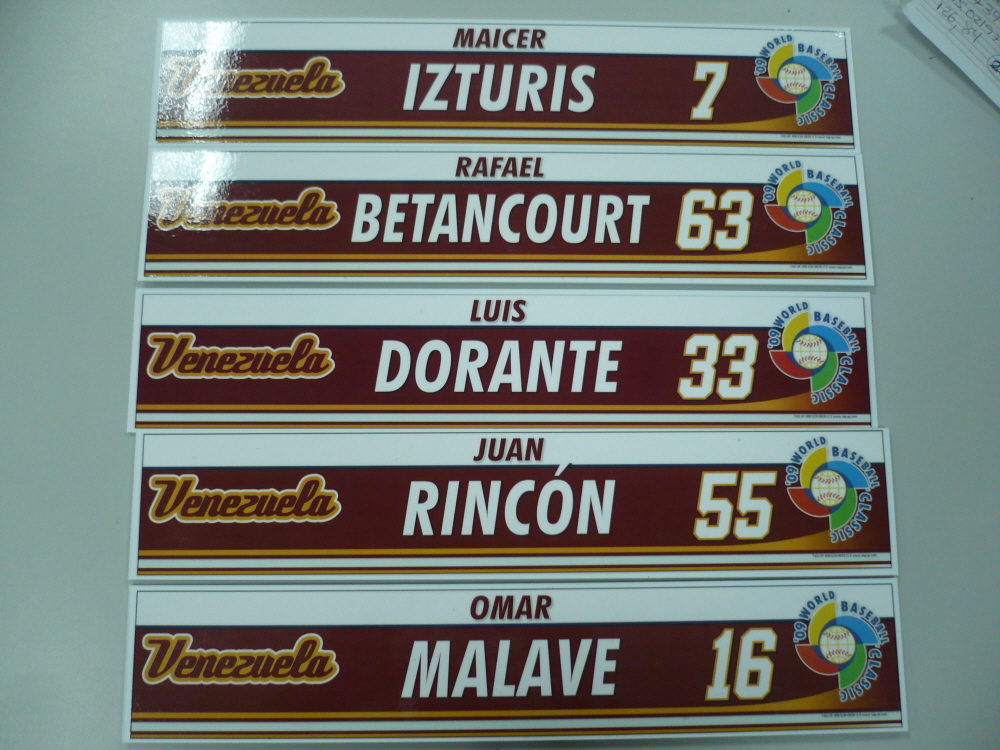 MAICER
Venezuela IZTURIS 7 '09 WORLD BASEBALL CLASSIC
RAFAEL
Venezuela BETANCOURT 63 '09 WORLD BASEBALL CLASSIC
LUIS
Venezuela DORANTE 33 '09 WORLD BASEBALL CLASSIC
JUAN
Venezuela RINCÓN 55 '09 WORLD BASEBALL CLASSIC
OMAR
Venezuela MALAVE 16 '09 WORLD BASEBALL CLASSIC